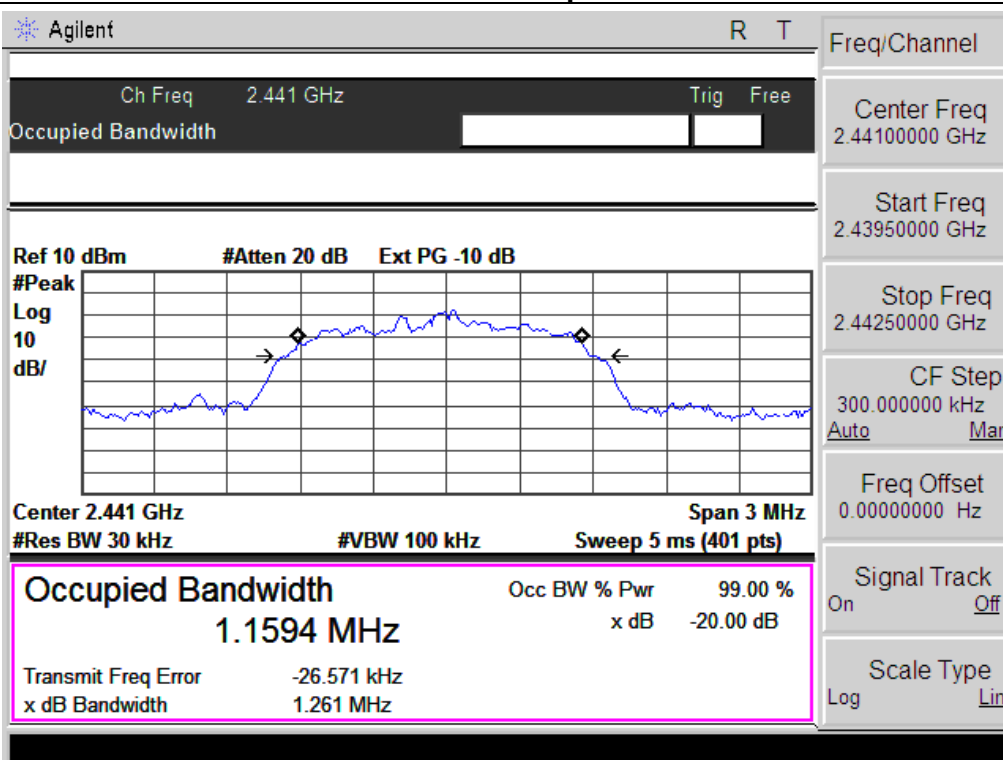 Agilent
R T
Ch Freq 2.441 GHz Trig Free
Occupied Bandwidth
Ref 10 dBm #Atten 20 dB Ext PG -10 dB
#Peak
Log
10
dB/
Center 2.441 GHz Span 3 MHz
#Res BW 30 kHz #VBW 100 kHz Sweep 5 ms (401 pts)
Occupied Bandwidth
1.1594 MHz
Occ BW % Pwr 99.00 %
x dB -20.00 dB
Transmit Freq Error -26.571 kHz
x dB Bandwidth 1.261 MHz
Freq/Channel
Center Freq
2.44100000 GHz
Start Freq
2.43950000 GHz
Stop Freq
2.44250000 GHz
CF Step
300.000000 kHz
Auto Man
Freq Offset
0.00000000 Hz
Signal Track
On Off
Scale Type
Log Lin